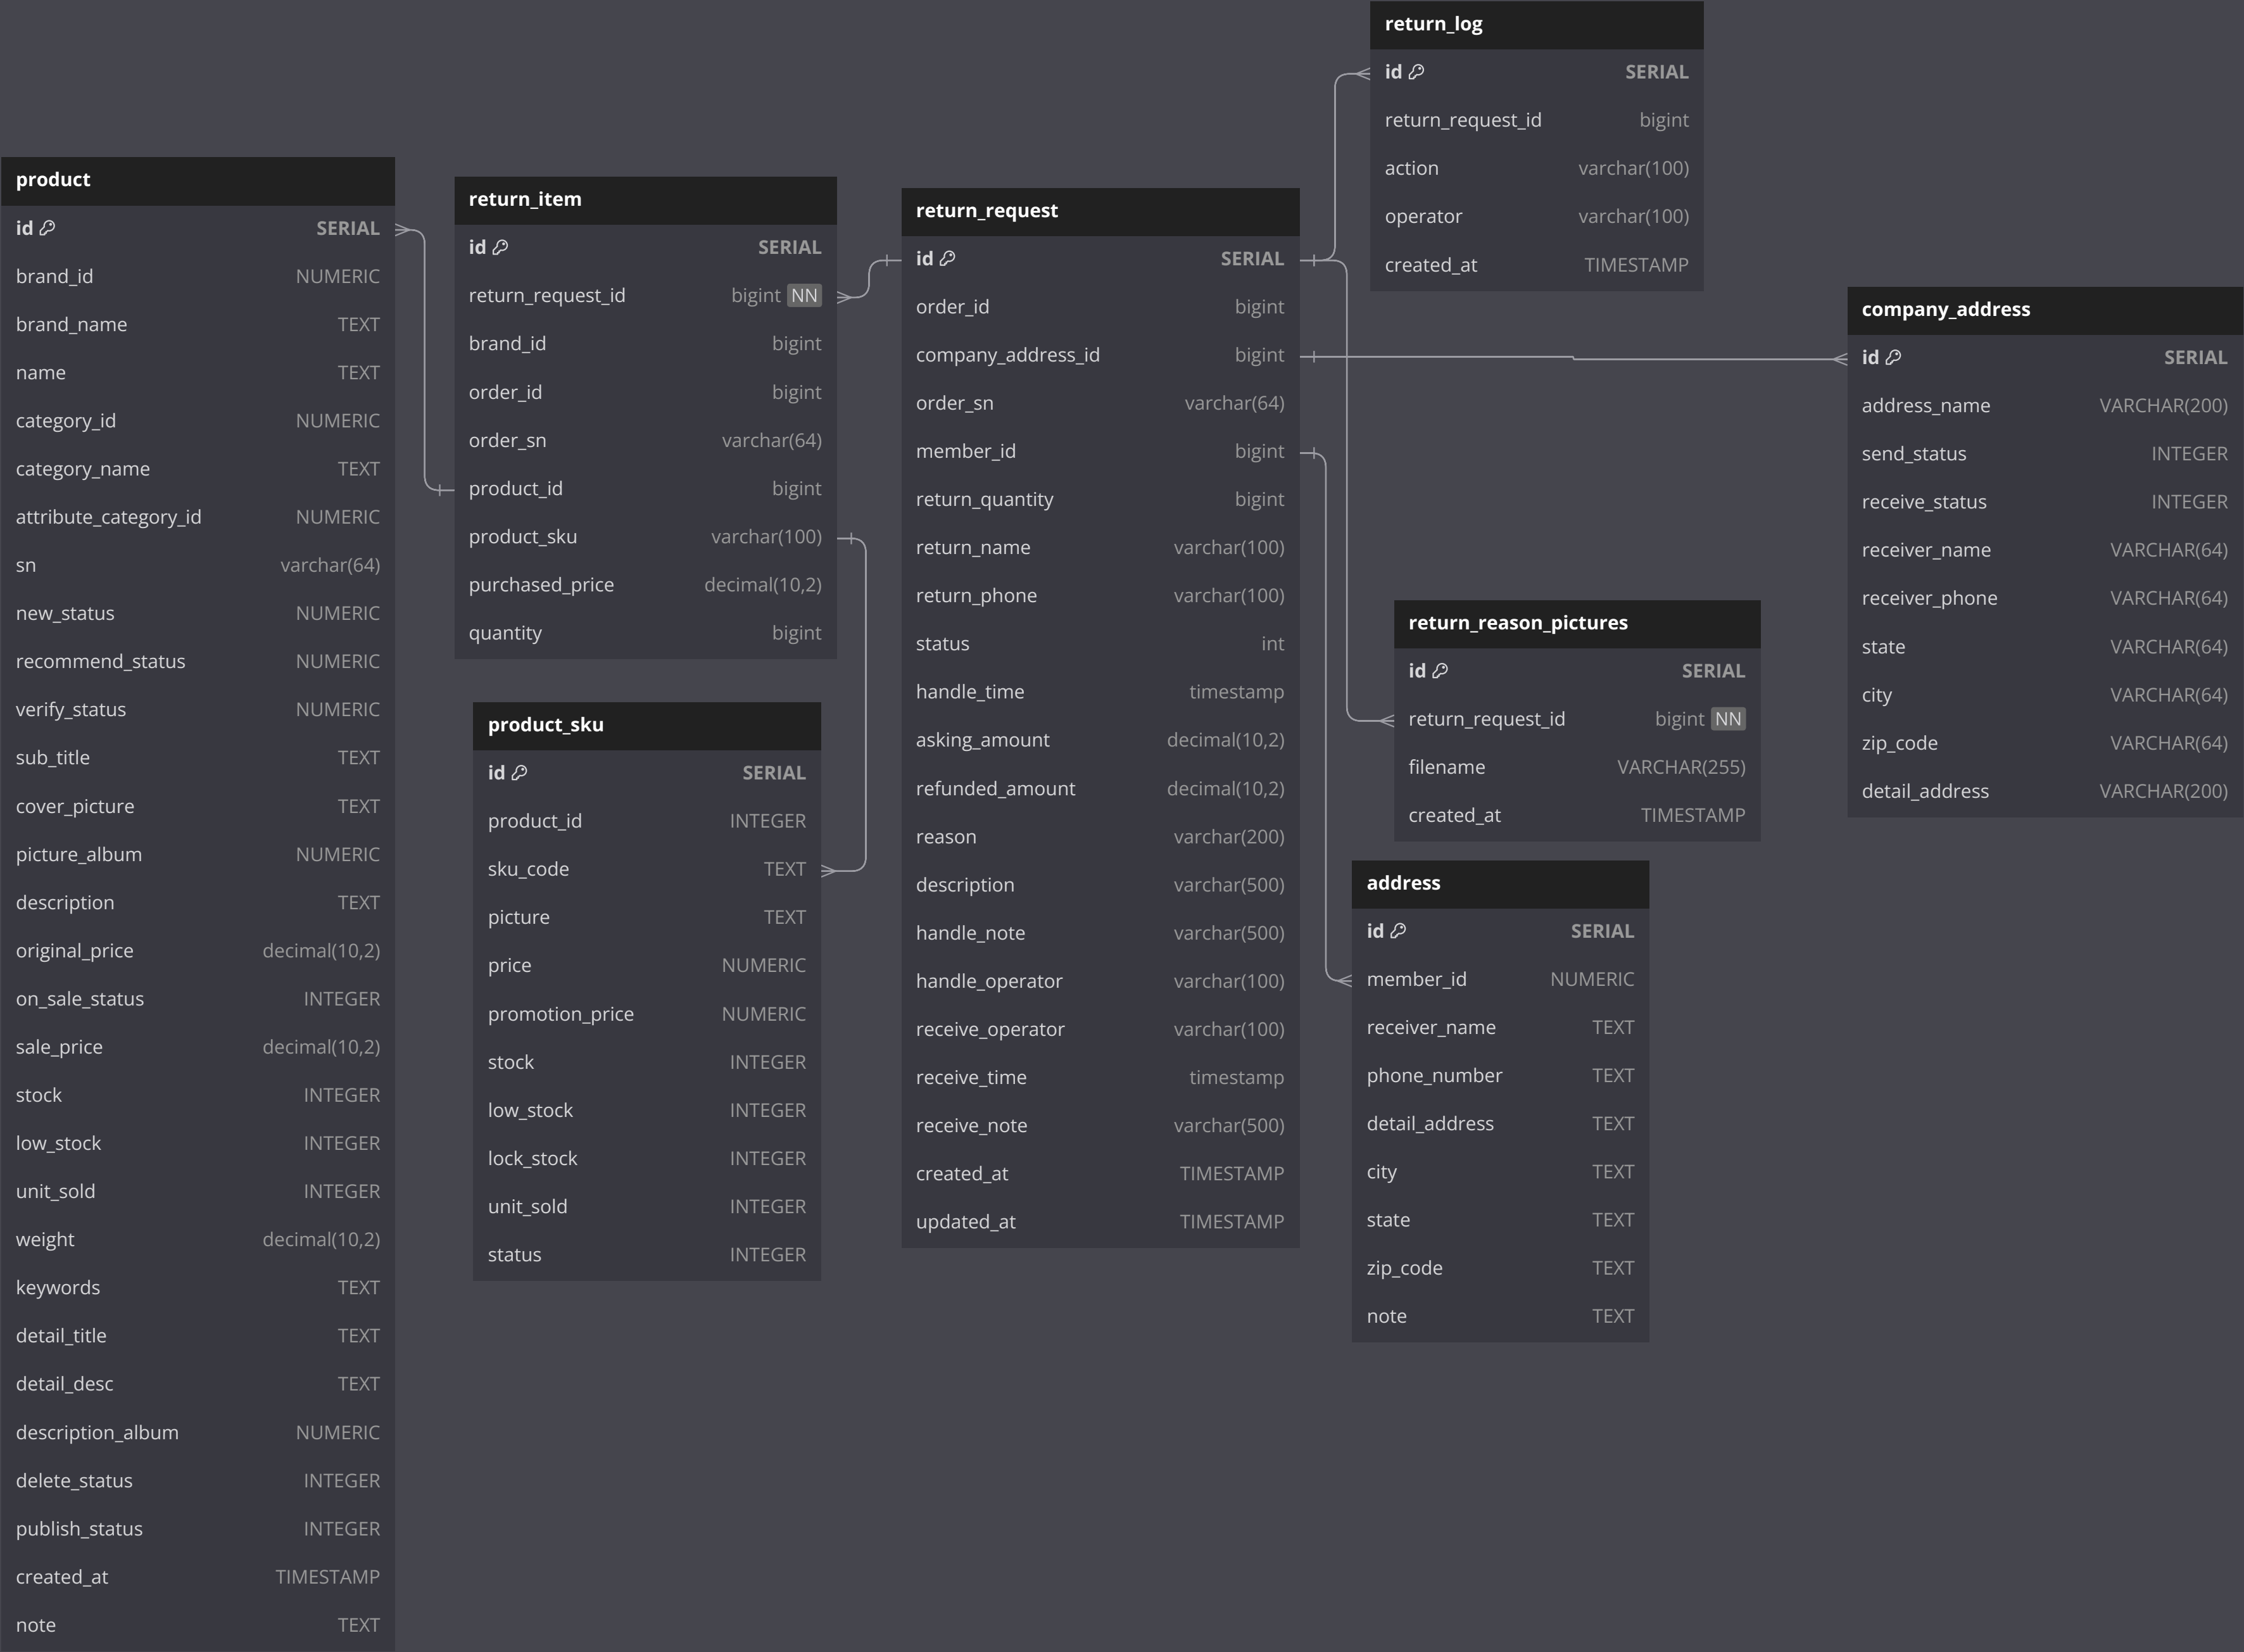 product
id SERIAL
brand_id NUMERIC
brand_name TEXT
name TEXT
category_id NUMERIC
category_name TEXT
attribute_category_id NUMERIC
sn varchar(64)
new_status NUMERIC
recommend_status NUMERIC
verify_status NUMERIC
sub_title TEXT
cover_picture TEXT
picture_album NUMERIC
description TEXT
original_price decimal(10,2)
on_sale_status INTEGER
sale_price decimal(10,2)
stock INTEGER
low_stock INTEGER
unit_sold INTEGER
weight decimal(10,2)
keywords TEXT
detail_title TEXT
detail_desc TEXT
description_album NUMERIC
delete_status INTEGER
publish_status INTEGER
created_at TIMESTAMP
note TEXT
return_item
id SERIAL
return_request_id bigint NN
brand_id bigint
order_id bigint
order_sn varchar(64)
product_id bigint
product_sku varchar(100)
purchased_price decimal(10,2)
quantity bigint
product_sku
id SERIAL
product_id INTEGER
sku_code TEXT
picture TEXT
price NUMERIC
promotion_price NUMERIC
stock INTEGER
low_stock INTEGER
lock_stock INTEGER
unit_sold INTEGER
status INTEGER
return_request
id SERIAL
order_id bigint
company_address_id bigint
order_sn varchar(64)
member_id bigint
return_quantity bigint
return_name varchar(100)
return_phone varchar(100)
status int
handle_time timestamp
asking_amount decimal(10,2)
refunded_amount decimal(10,2)
reason varchar(200)
description varchar(500)
handle_note varchar(500)
handle_operator varchar(100)
receive_operator varchar(100)
receive_time timestamp
receive_note varchar(500)
created_at TIMESTAMP
updated_at TIMESTAMP
return_log
id SERIAL
return_request_id bigint
action varchar(100)
operator varchar(100)
created_at TIMESTAMP
return_reason_pictures
id SERIAL
return_request_id bigint NN
filename VARCHAR(255)
created_at TIMESTAMP
address
id SERIAL
member_id NUMERIC
receiver_name TEXT
phone_number TEXT
detail_address TEXT
city TEXT
state TEXT
zip_code TEXT
note TEXT
company_address
id SERIAL
address_name VARCHAR(200)
send_status INTEGER
receive_status INTEGER
receiver_name VARCHAR(64)
receiver_phone VARCHAR(64)
state VARCHAR(64)
city VARCHAR(64)
zip_code VARCHAR(64)
detail_address VARCHAR(200)